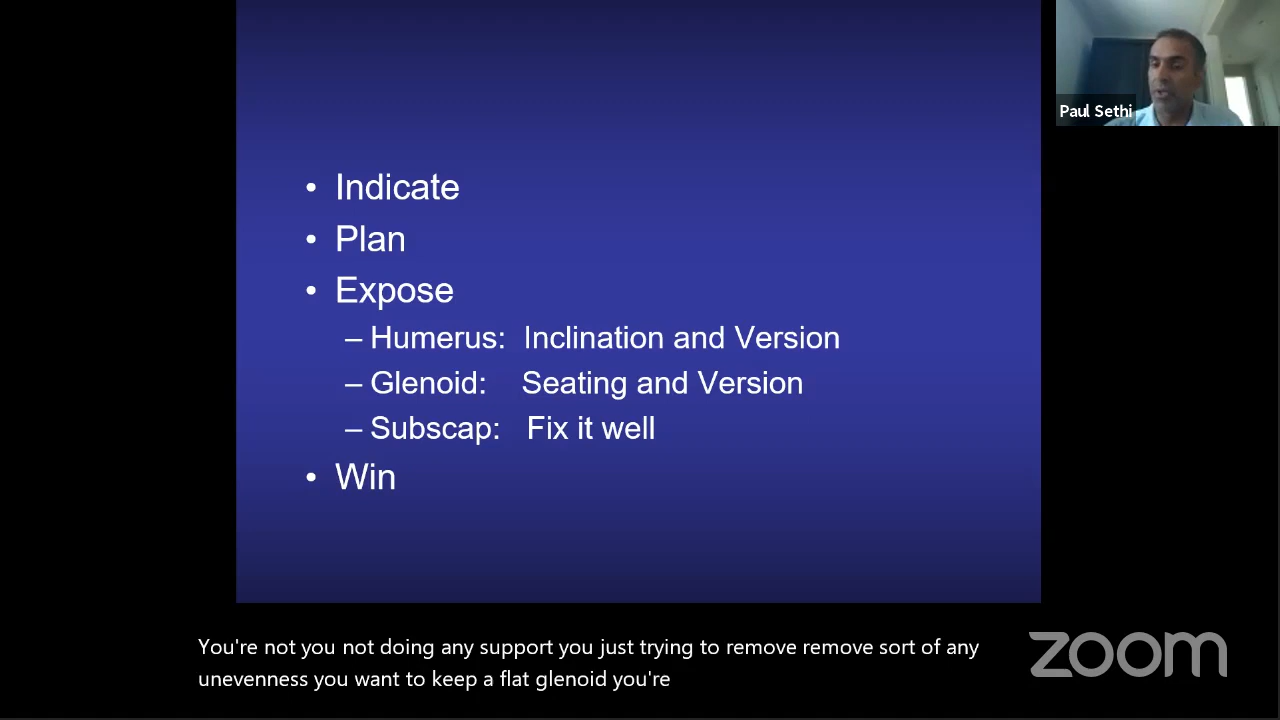 • Indicate
• Plan
• Expose
– Humerus: Inclination and Version
– Glenoid: Seating and Version
– Subscap: Fix it well
• Win
Paul Sethi
You're not you not doing any support you just trying to remove remove sort of any
unevenness you want to keep a flat glenoid you're
zoom